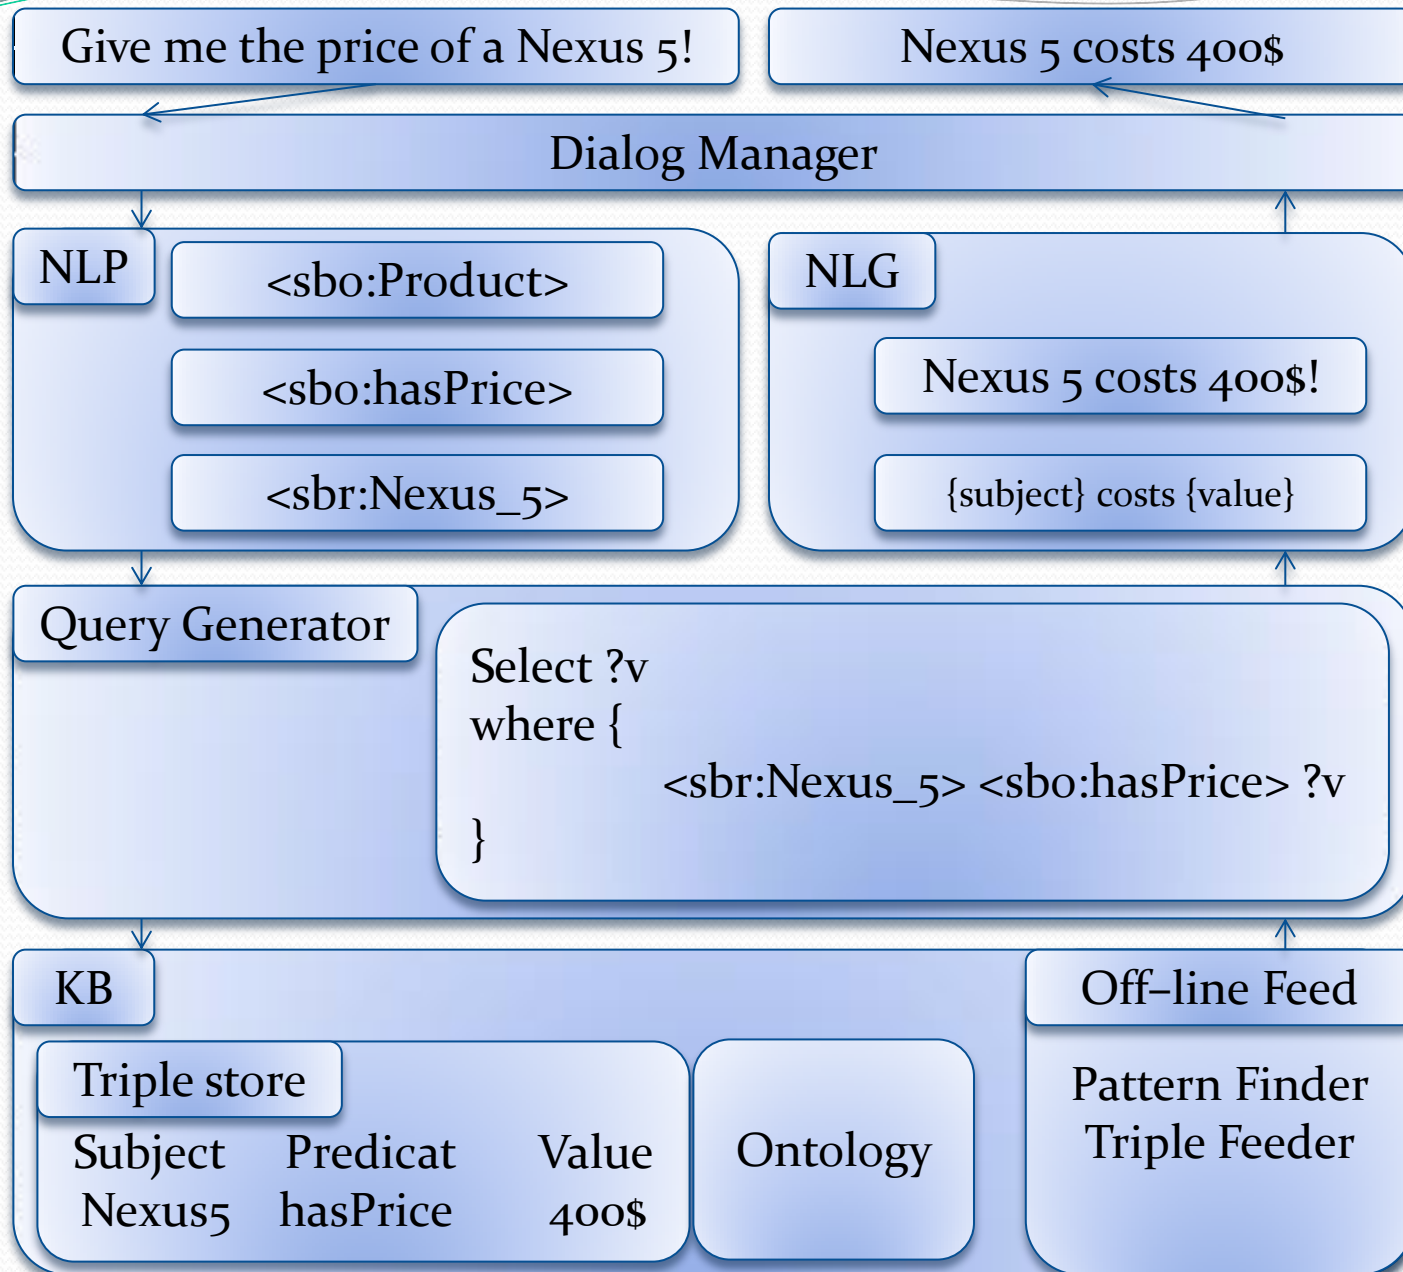 Give me the price of a Nexus 5!
Nexus 5 costs 400$
Dialog Manager
NLP
<sbo:Product>
<sbo:hasPrice>
<sbr:Nexus_5>
NLG
Nexus 5 costs 400$!
{subject} costs {value}
Query Generator
Select ?v
where {
<sbr:Nexus_5> <sbo:hasPrice> ?v
}
KB
Triple store
Subject Predicat Value
Nexus5 hasPrice 400$
Ontology
Off-line Feed
Pattern Finder
Triple Feeder